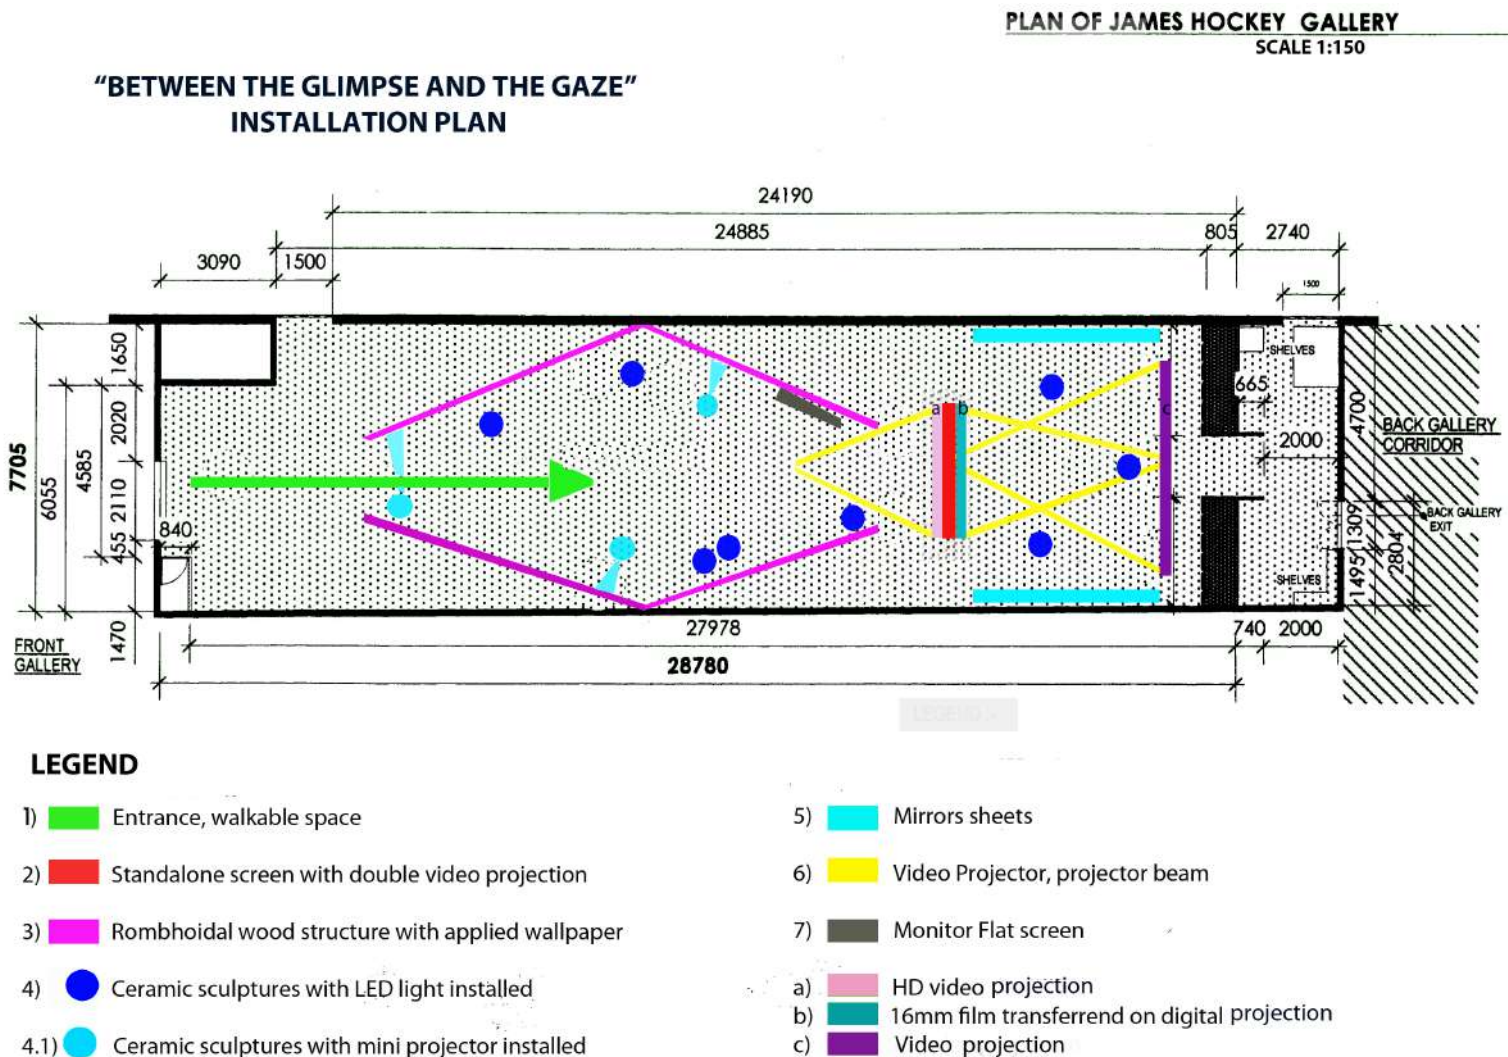 PLAN OF JAMES HOCKEY GALLERY
SCALE 1:150
“BETWEEN THE GLIMPSE AND THE GAZE”
INSTALLATION PLAN
24190
24885
805
2740
3090
1500
1500
1650
SHELVES
665
2020
4700
BACK GALLERY
CORRIDOR
a
b
c
2000
7705
6055
4585
2110
840
455
1309
BACK GALLERY
EXIT
2804
1495
SHELVES
1470
FRONT
GALLERY
27978
740
2000
28780
LEGEND
LEGEND
1) Entrance, walkable space
2) Standalone screen with double video projection
3) Rombhoidal wood structure with applied wallpaper
4) Ceramic sculptures with LED light installed
4.1) Ceramic sculptures with mini projector installed
5) Mirrors sheets
6) Video Projector, projector beam
7) Monitor Flat screen
a) HD video projection
b) 16mm film transferrend on digital projection
c) Video projection